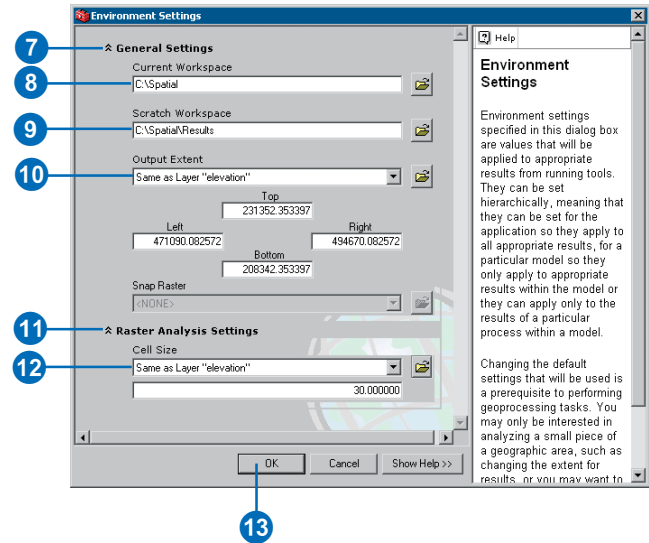 Environment Settings
7
General Settings
8
Current Workspace
C:\Spatial
9
Scratch Workspace
C:\Spatial\Results
10
Output Extent
Same as Layer "elevation"
Top
231352.353397
Left
Right
471090.082572
494670.082572
Bottom
208342.353397
Snap Raster
<NONE>
11
Raster Analysis Settings
12
Cell Size
Same as Layer "elevation"
30.000000
OK
Cancel
Show Help >>
13
Help
Environment
Settings
Environment settings
specified in this dialog box
are values that will be
applied to appropriate
results from running tools.
They can be set
hierarchically, meaning that
they can be set for the
application so they apply to
all appropriate results, for a
particular model so they
only apply to appropriate
results within the model or
they can apply only to the
results of a particular
process within a model.
Changing the default
settings that will be used is
a prerequisite to performing
geoprocessing tasks. You
may only be interested in
analyzing a small piece of
a geographic area, such as
changing the extent for
results, or you may want to